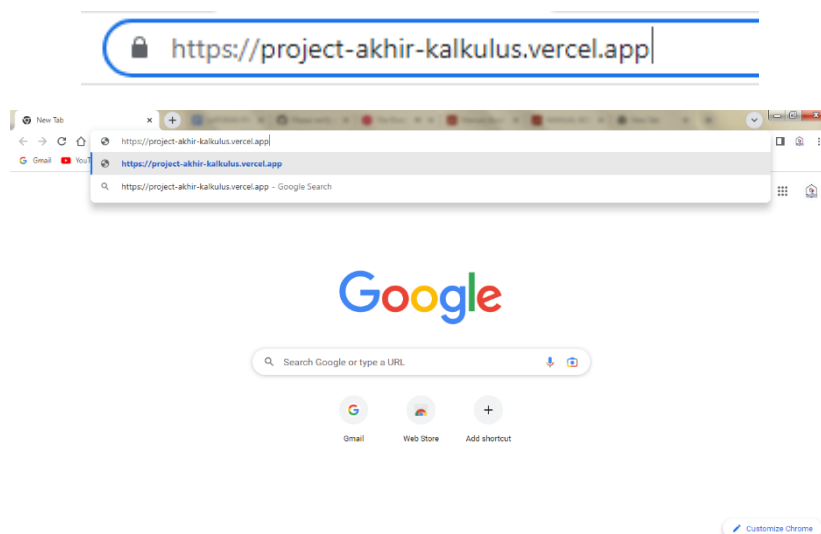 https://project-akhir-kalkulus.vercel.app
New Tab
https://project-akhir-kalkulus.vercel.app
Gmail YouT
https://project-akhir-kalkulus.vercel.app
https://project-akhir-kalkulus.vercel.app - Google Search
Google
Search Google or type a URL
Gmail Web Store Add shortcut
Customize Chrome